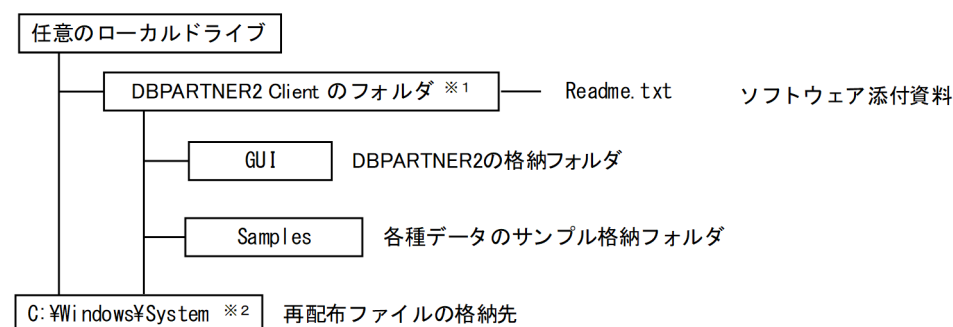 任意のローカルドライブ
DBPARTNER2 Client のフォルダ ※1 Readme.txt ソフトウェア添付資料
GUI DBPARTNER2の格納フォルダ
Samples 各種データのサンプル格納フォルダ
C:¥Windows¥System ※2 再配布ファイルの格納先